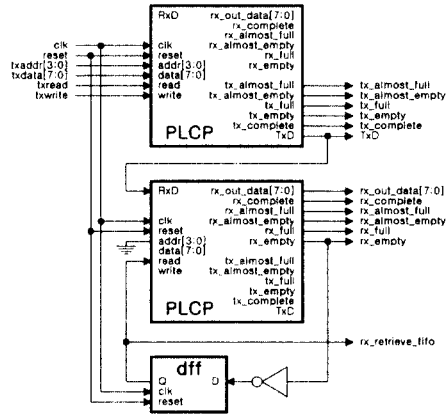 RxD rx_out_data[7:0]
rx_complete
rx_almost_full
clk clk rx_almost_empty
reset reset rx_full
txaddr[3:0] addr[3:0] rx_empty
txdata[7:0] data[7:0]
txread read tx_almost_full tx_almost_full
txwrite write tx_almost_empty tx_almost_empty
tx_full tx_full
tx_empty tx_empty
tx_complete tx_complete
PLCP TxD TxD
RxD rx_out_data[7:0] rx_out_data[7:0]
rx_complete rx_complete
rx_almost_full rx_almost_full
clk rx_almost_empty rx_almost_empty
reset rx_full rx_full
addr[3:0] rx_empty rx_empty
data[7:0]
read tx_almost_full
write tx_almost_empty
tx_full
tx_empty
tx_complete
PLCP TxD
rx_retrieve_fifo
dff
Q D
clk
reset